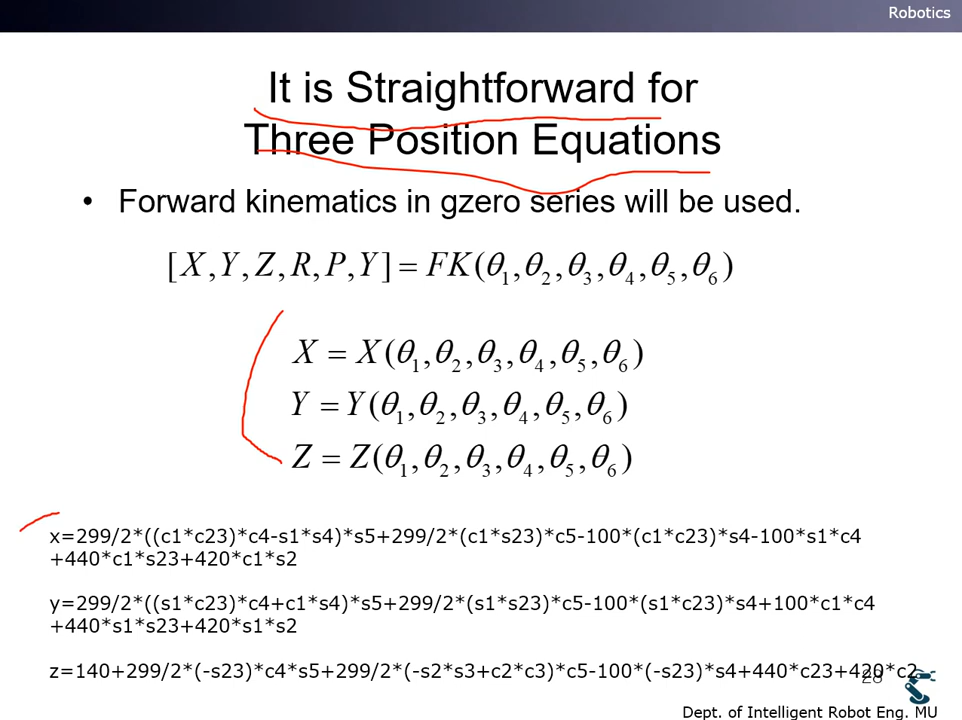 Robotics
It is Straightforward for
Three Position Equations
• Forward kinematics in gzero series will be used.
[X,Y,Z,R,P,Y]=FK(θ₁,θ₂,θ₃,θ₄,θ₅,θ₆)
X = X(θ₁,θ₂,θ₃,θ₄,θ₅,θ₆)
Y = Y(θ₁,θ₂,θ₃,θ₄,θ₅,θ₆)
Z = Z(θ₁,θ₂,θ₃,θ₄,θ₅,θ₆)
x=299/2*((c1*c23)*c4-s1*s4)*s5+299/2*(c1*s23)*c5-100*(c1*c23)*s4-100*s1*c4
+440*c1*s23+420*c1*s2
y=299/2*((s1*c23)*c4+c1*s4)*s5+299/2*(s1*s23)*c5-100*(s1*c23)*s4+100*c1*c4
+440*s1*s23+420*s1*s2
z=140+299/2*(-s23)*c4*s5+299/2*(-s2*s3+c2*c3)*c5-100*(-s23)*s4+440*c23+420*c2
Dept. of Intelligent Robot Eng. MU